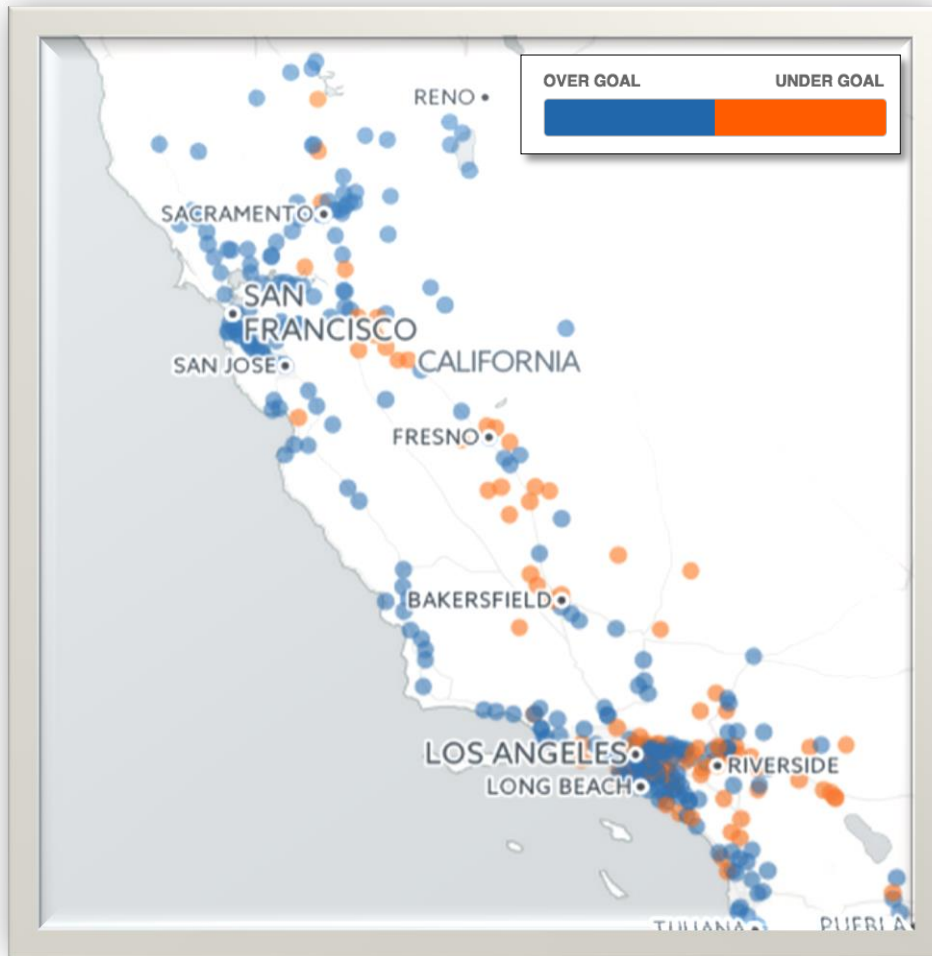 OVER GOAL UNDER GOAL
RENO
SACRAMENTO
SAN
FRANCISCO
SAN JOSE
CALIFORNIA
FRESNO
BAKERSFIELD
LOS ANGELES
RIVERSIDE
LONG BEACH
TIJUANA
PUEBLA